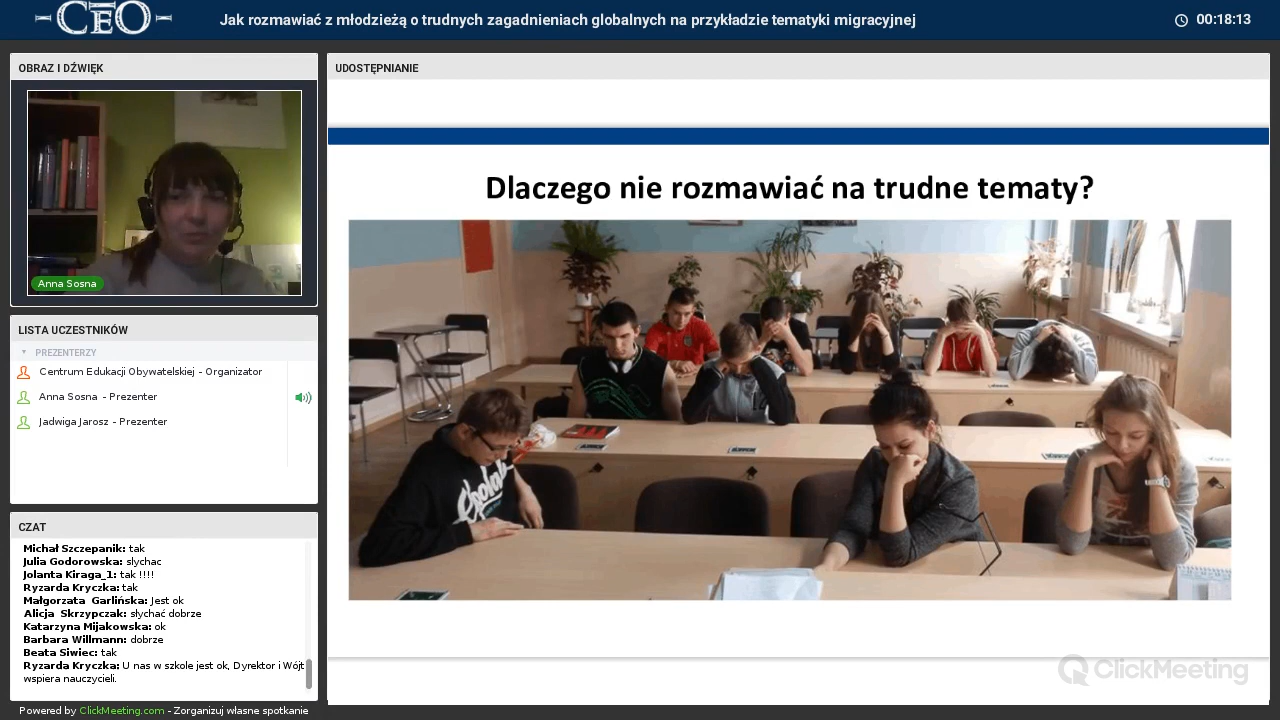 CEO
Jak rozmawiać z młodzieżą o trudnych zagadnieniach globalnych na przykładzie tematyki migracyjnej
00:18:13
OBRAZ I DŹWIĘK
Anna Sosna
LISTA UCZESTNIKÓW
PREZENTERZY
Centrum Edukacji Obywatelskiej - Organizator
Anna Sosna - Prezenter
Jadwiga Jarosz - Prezenter
CZAT
Michał Szczepanik: tak
Julia Godorowska: slychac
Jolanta Kiraga_1: tak !!!!
Ryzarda Kryczka: tak
Małgorzata Garlińska: Jest ok
Alicja Skrzypczak: słychać dobrze
Katarzyna Mijakowska: ok
Barbara Willmann: dobrze
Beata Siwiec: tak
Ryzarda Kryczka: U nas w szkole jest ok, Dyrektor i Wójt
wspiera nauczycieli.
Powered by ClickMeeting.com - Zorganizuj własne spotkanie
UDOSTĘPNIANIE
Dlaczego nie rozmawiać na trudne tematy?
ClickMeeting